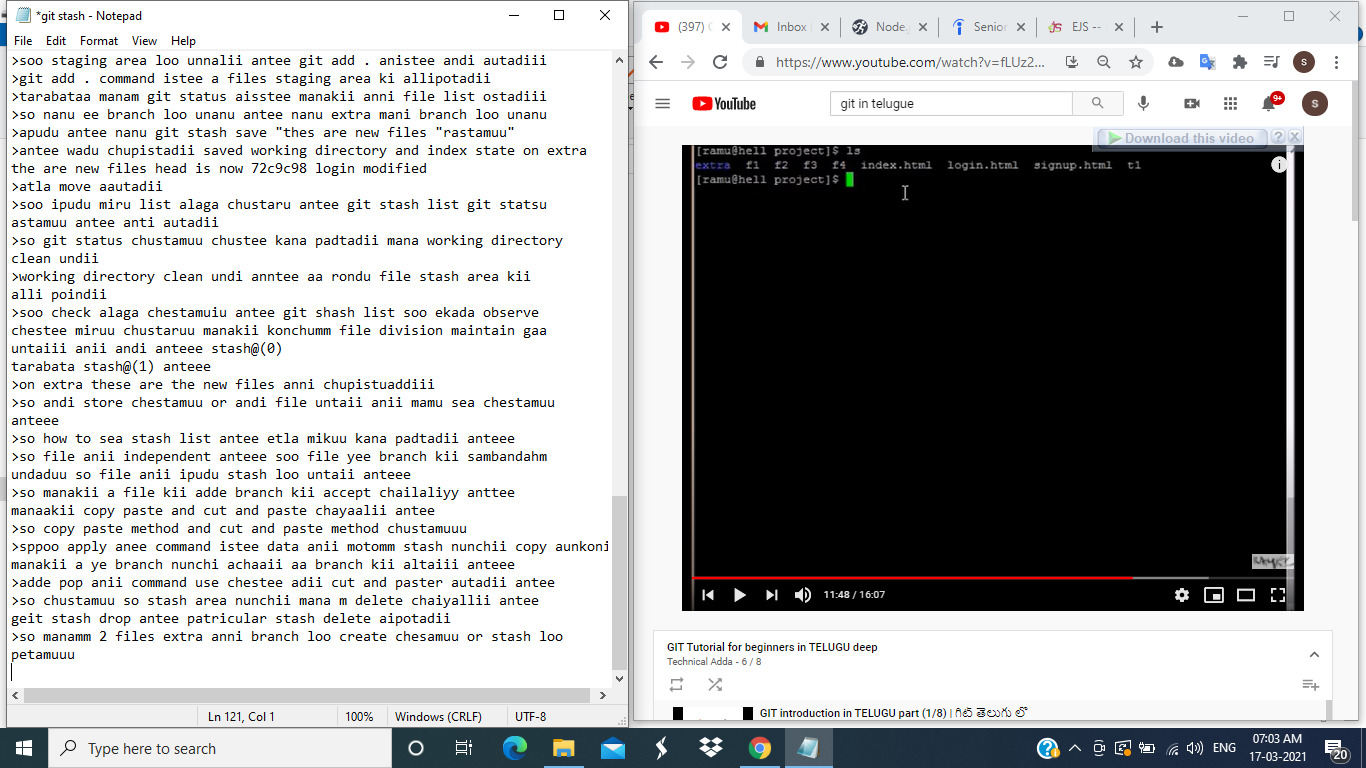 *git stash - Notepad
File Edit Format View Help
>soo staging area loo unnalii antee git add . anistee andi autadiii
>git add . command istee a files staging area ki allipotadii
>tarabataa manam git status aisstee manakii anni file list ostadiii
>so nanu ee branch loo unanu antee nanu extra mani branch loo unanu
>apudu antee nanu git stash save "thes are new files "rastamuu"
>antee wadu chupistadii saved working directory and index state on extra
the are new files head is now 72c9c98 login modified
>atla move aautadii
>soo ipudu miru list alaga chustaru antee git stash list git statsu
astamuu antee anti autadii
>so git status chustamuu chustee kana padtadii mana working directory
clean undii
>working directory clean undi anntee aa rondu file stash area kii
alli poindii
>soo check alaga chestamuiu antee git shash list soo ekada observe
chestee miruu chustaruu manakii konchumm file division maintain gaa
untaiii anii andi anteee stash@(0)
tarabata stash@(1) anteee
>on extra these are the new files anni chupistuaddiii
>so andi store chestamuu or andi file untaii anii mamu sea chestamuu
anteee
>so how to sea stash list antee etla mikuu kana padtadii anteee
>so file anii independent anteee soo file yee branch kii sambandahm
undaduu so file anii ipudu stash loo untaii anteee
>so manakii a file kii adde branch kii accept chailaliyy anttee
manaakii copy paste and cut and paste chayaalii antee
>so copy paste method and cut and paste method chustamuuu
>sppoo apply anee command istee data anii motomm stash nunchii copy aunkoni
manakii a ye branch nunchi achaaii aa branch kii altaiii anteee
>adde pop anii command use chestee adii cut and paster autadii antee
>so chustamuu so stash area nunchii mana m delete chaiyallii antee
geit stash drop antee patricular stash delete aipotadii
>so manamm 2 files extra anni branch loo create chesamuu or stash loo
petamuuu
Ln 121, Col 1 100% Windows (CRLF) UTF-8
(397) Inbox Node. Senior EJS --
https://www.youtube.com/watch?v=fLUz2...
S
YouTube
git in telugue
9+
S
Download this video
[ramu@hell project]$ ls
extra f1 f2 f3 f4 index.html login.html signup.html t1
[ramu@hell project]$
11:48 / 16:07
GIT Tutorial for beginners in TELUGU deep
Technical Adda - 6 / 8
GIT introduction in TELUGU part (1/8) | గిట్ తెలుగు లొ
Type here to search
ENG
07:03 AM
17-03-2021
20